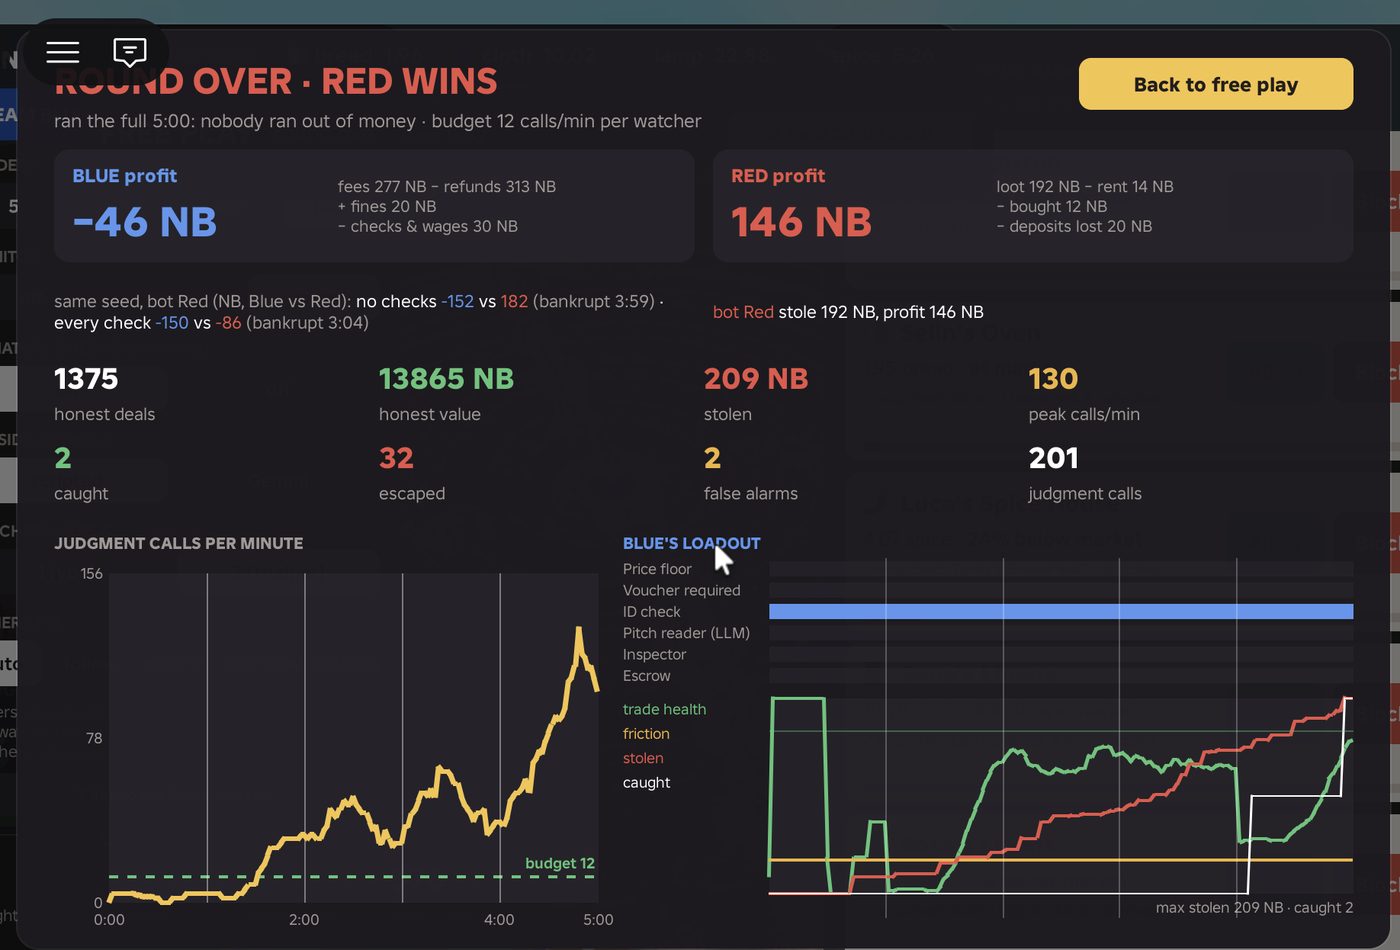 ROUND OVER · RED WINS
Back to free play
ran the full 5:00: nobody ran out of money · budget 12 calls/min per watcher
BLUE profit
−46 NB
fees 277 NB − refunds 313 NB
+ fines 20 NB
− checks & wages 30 NB
RED profit
146 NB
loot 192 NB − rent 14 NB
− bought 12 NB
− deposits lost 20 NB
same seed, bot Red (NB, Blue vs Red): no checks -152 vs 182 (bankrupt 3:59) ·
every check -150 vs -86 (bankrupt 3:04)
bot Red stole 192 NB, profit 146 NB
1375
honest deals
13865 NB
honest value
209 NB
stolen
130
peak calls/min
2
caught
32
escaped
2
false alarms
201
judgment calls
JUDGMENT CALLS PER MINUTE
156
78
0
budget 12
0:00
2:00
4:00
5:00
BLUE'S LOADOUT
Price floor
Voucher required
ID check
Pitch reader (LLM)
Inspector
Escrow
trade health
friction
stolen
caught
max stolen 209 NB · caught 2